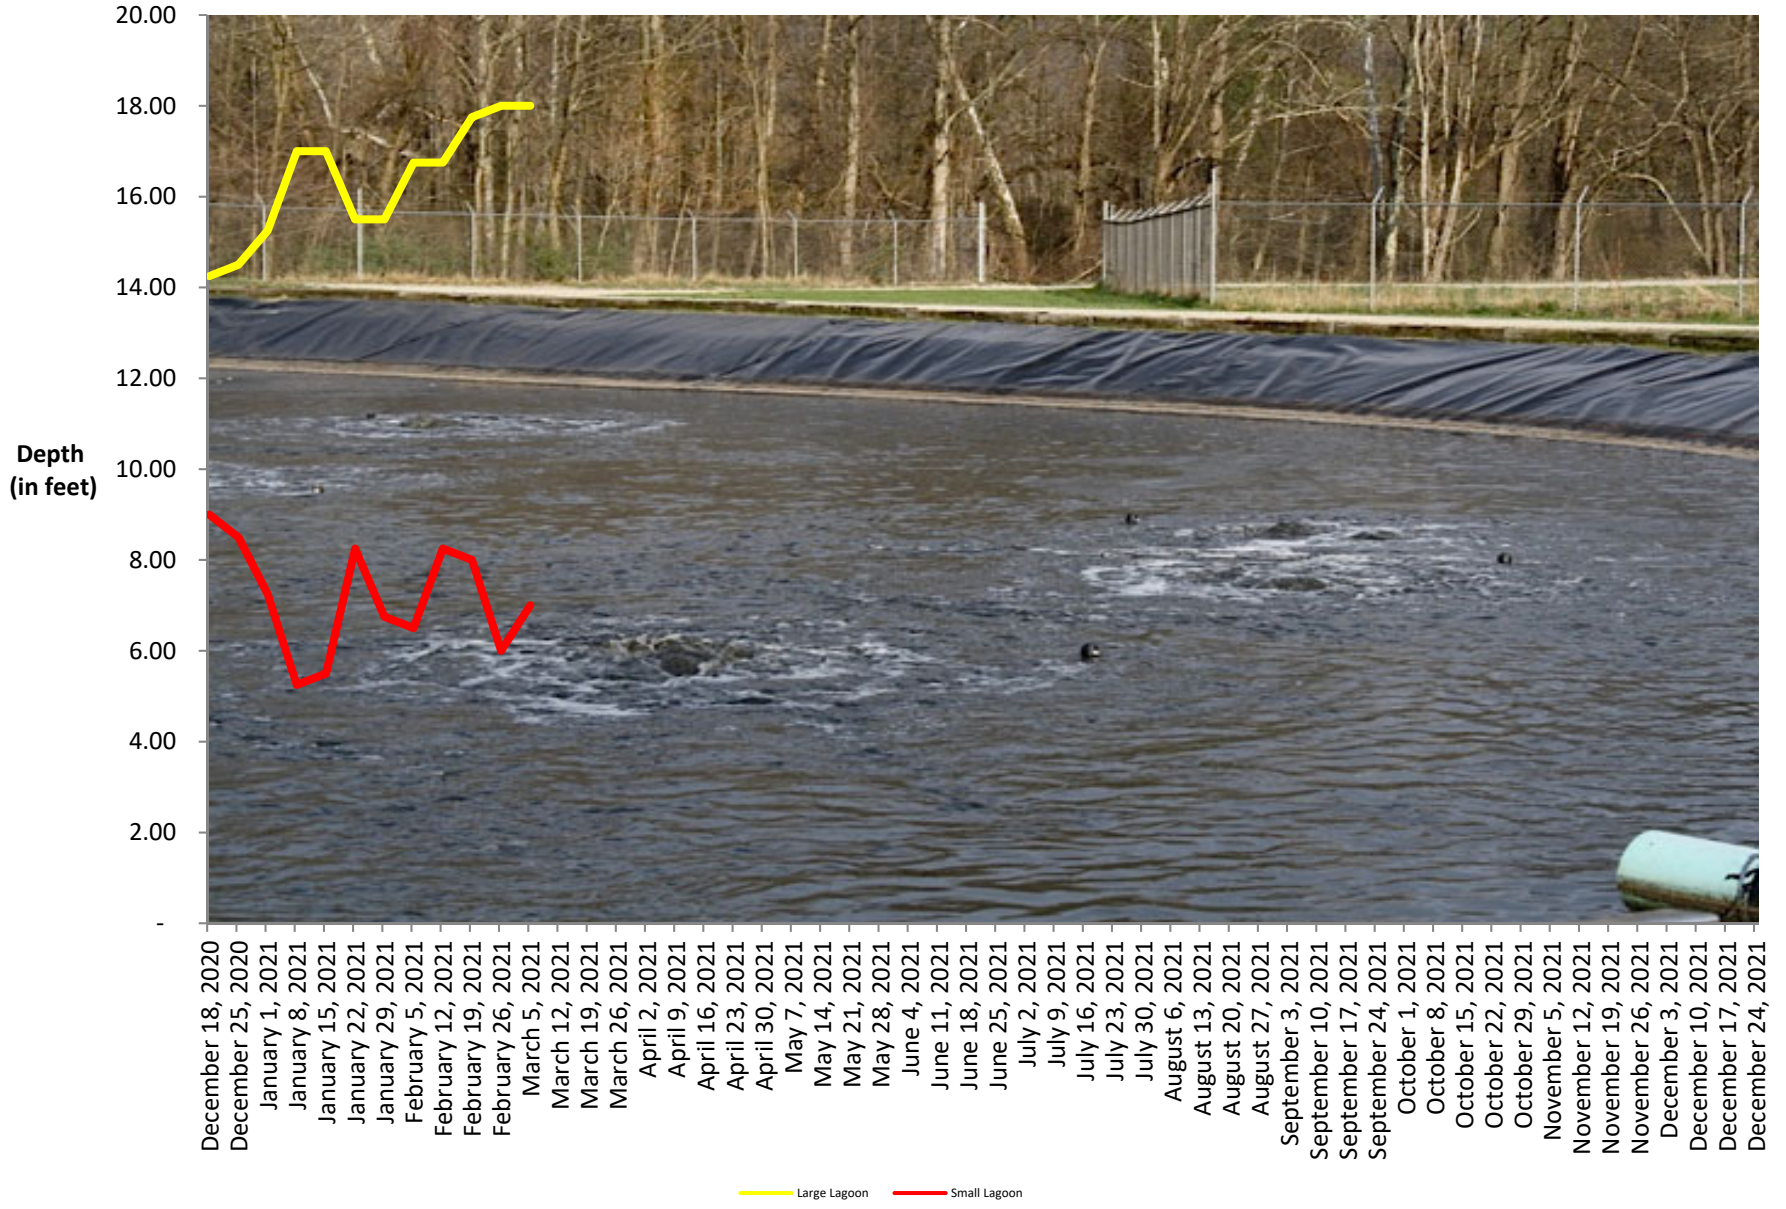 20.00
18.00
16.00
14.00
12.00
10.00
8.00
6.00
4.00
2.00
-
Depth
(in feet)
December 18, 2020
December 25, 2020
January 1, 2021
January 8, 2021
January 15, 2021
January 22, 2021
January 29, 2021
February 5, 2021
February 12, 2021
February 19, 2021
February 26, 2021
March 5, 2021
March 12, 2021
March 19, 2021
March 26, 2021
April 2, 2021
April 9, 2021
April 16, 2021
April 23, 2021
April 30, 2021
May 7, 2021
May 14, 2021
May 21, 2021
May 28, 2021
June 4, 2021
June 11, 2021
June 18, 2021
June 25, 2021
July 2, 2021
July 9, 2021
July 16, 2021
July 23, 2021
July 30, 2021
August 6, 2021
August 13, 2021
August 20, 2021
August 27, 2021
September 3, 2021
September 10, 2021
September 17, 2021
September 24, 2021
October 1, 2021
October 8, 2021
October 15, 2021
October 22, 2021
October 29, 2021
November 5, 2021
November 12, 2021
November 19, 2021
November 26, 2021
December 3, 2021
December 10, 2021
December 17, 2021
December 24, 2021
Large Lagoon
Small Lagoon